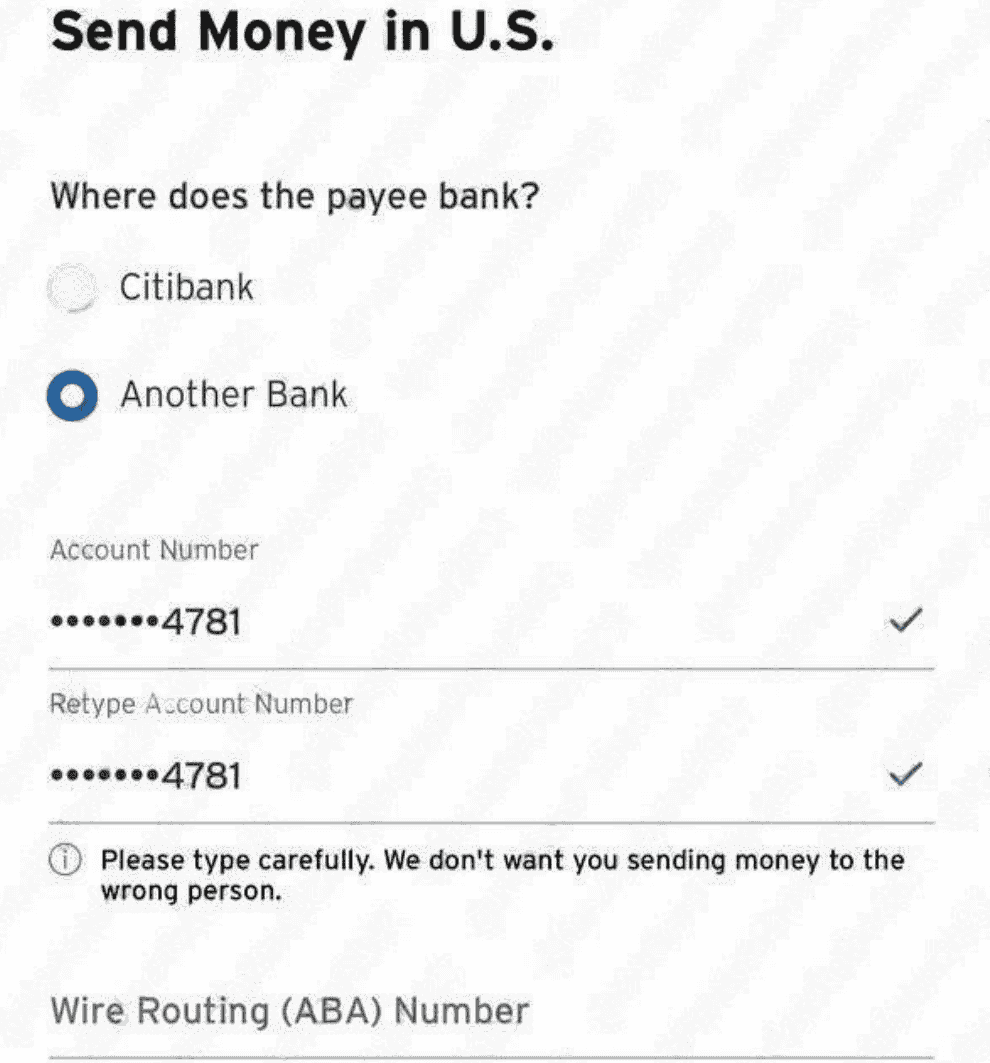 Send Money in U.S.
Where does the payee bank?
Citibank
Another Bank
Account Number
•••••••4781
Retype Account Number
•••••••4781
Please type carefully. We don't want you sending money to the
wrong person.
Wire Routing (ABA) Number